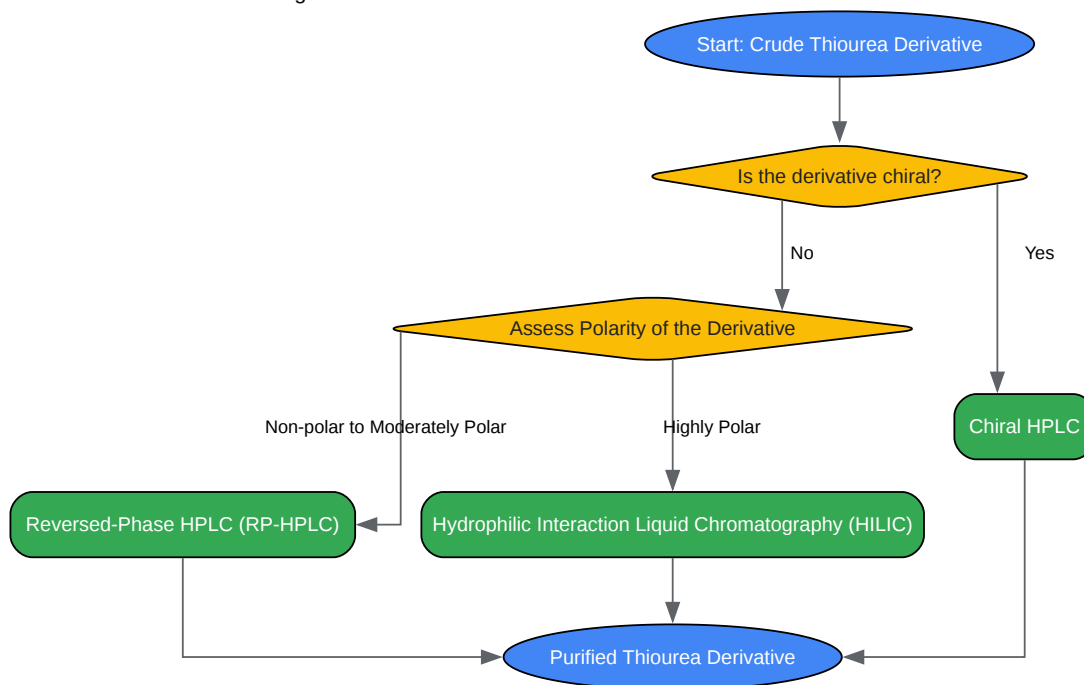 Start: Crude Thiourea Derivative
Is the derivative chiral?
No
Yes
Assess Polarity of the Derivative
Non-polar to Moderately Polar
Highly Polar
Chiral HPLC
Reversed-Phase HPLC (RP-HPLC)
Hydrophilic Interaction Liquid Chromatography (HILIC)
Purified Thiourea Derivative